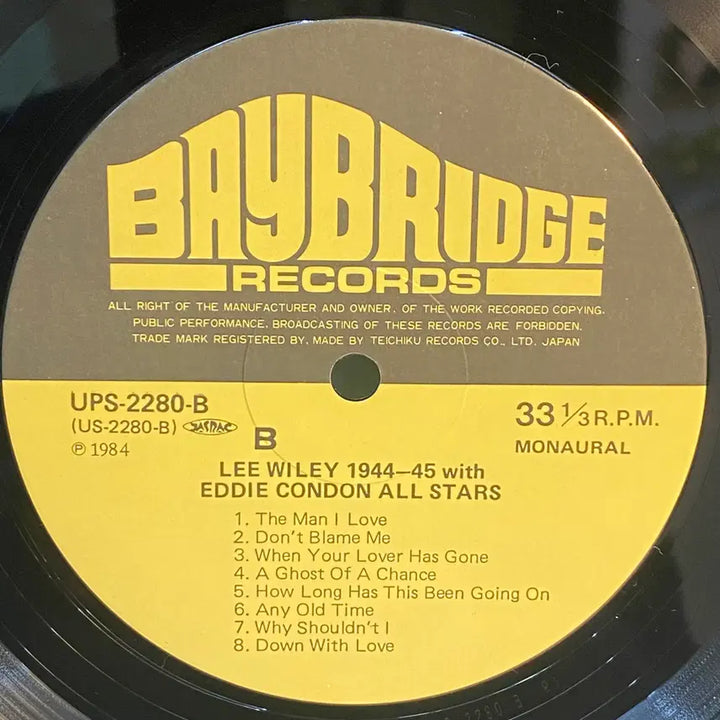 BAYBRIDGE
RECORDS
ALL RIGHT OF THE MANUFACTURER AND OWNER. OF THE WORK RECORDED COPYING.
PUBLIC PERFORMANCE. BROADCASTING OF THESE RECORDS ARE FORBIDDEN.
TRADE MARK REGISTERED BY. MADE BY TEICHIKU RECORDS CO., LTD. JAPAN
UPS-2280-B
(US-2280-B) JASRAC
℗ 1984
B
33 1/3 R.P.M.
MONAURAL
LEE WILEY 1944-45 with
EDDIE CONDON ALL STARS
1. The Man I Love
2. Don't Blame Me
3. When Your Lover Has Gone
4. A Ghost Of A Chance
5. How Long Has This Been Going On
6. Any Old Time
7. Why Shouldn't I
8. Down With Love